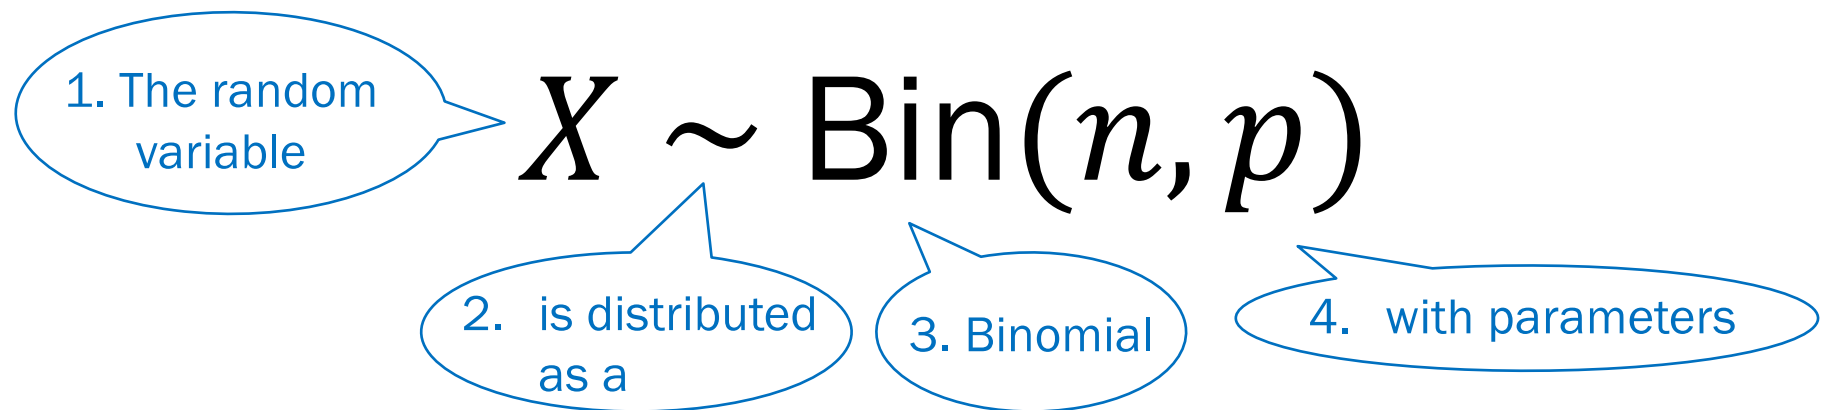 1. The random
variable
X ~ Bin(n, p)
2. is distributed
as a
3. Binomial
4. with parameters